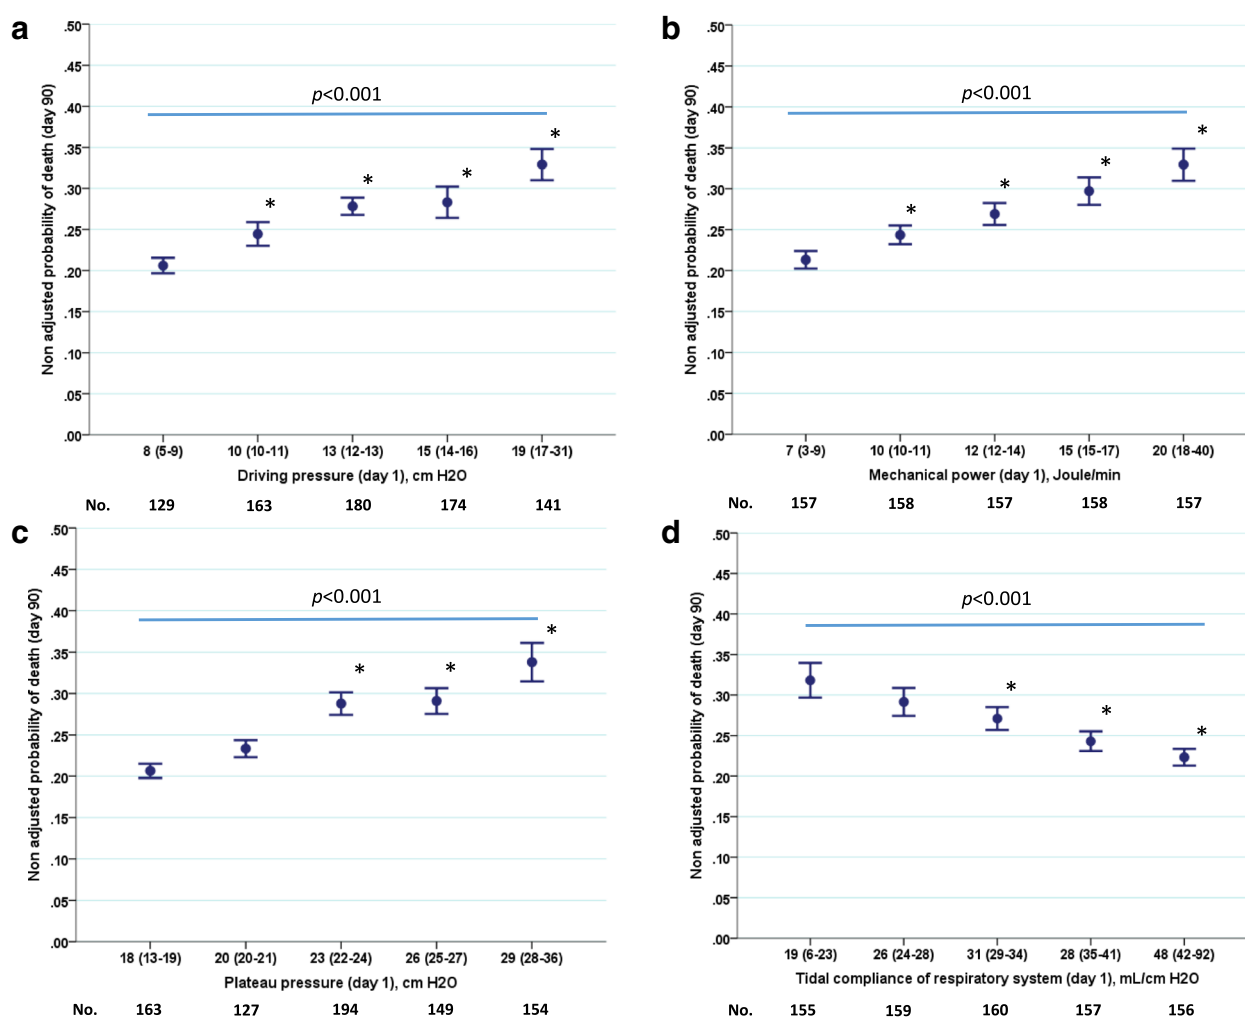 a
Non adjusted probability of death (day 90)
.50
.45
.40
.35
.30
.25
.20
.15
.10
.05
.00
p<0.001
*
*
*
*
8 (5-9) 10 (10-11) 13 (12-13) 15 (14-16) 19 (17-31)
Driving pressure (day 1), cm H2O
No. 129 163 180 174 141
b
Non adjusted probability of death (day 90)
.50
.45
.40
.35
.30
.25
.20
.15
.10
.05
.00
p<0.001
*
*
*
*
7 (3-9) 10 (10-11) 12 (12-14) 15 (15-17) 20 (18-40)
Mechanical power (day 1), Joule/min
No. 157 158 157 158 157
c
Non adjusted probability of death (day 90)
.50
.45
.40
.35
.30
.25
.20
.15
.10
.05
.00
p<0.001
*
*
*
18 (13-19) 20 (20-21) 23 (22-24) 26 (25-27) 29 (28-36)
Plateau pressure (day 1), cm H2O
No. 163 127 194 149 154
d
Non adjusted probability of death (day 90)
.50
.45
.40
.35
.30
.25
.20
.15
.10
.05
.00
p<0.001
*
*
*
19 (6-23) 26 (24-28) 31 (29-34) 28 (35-41) 48 (42-92)
Tidal compliance of respiratory system (day 1), mL/cm H2O
No. 155 159 160 157 156